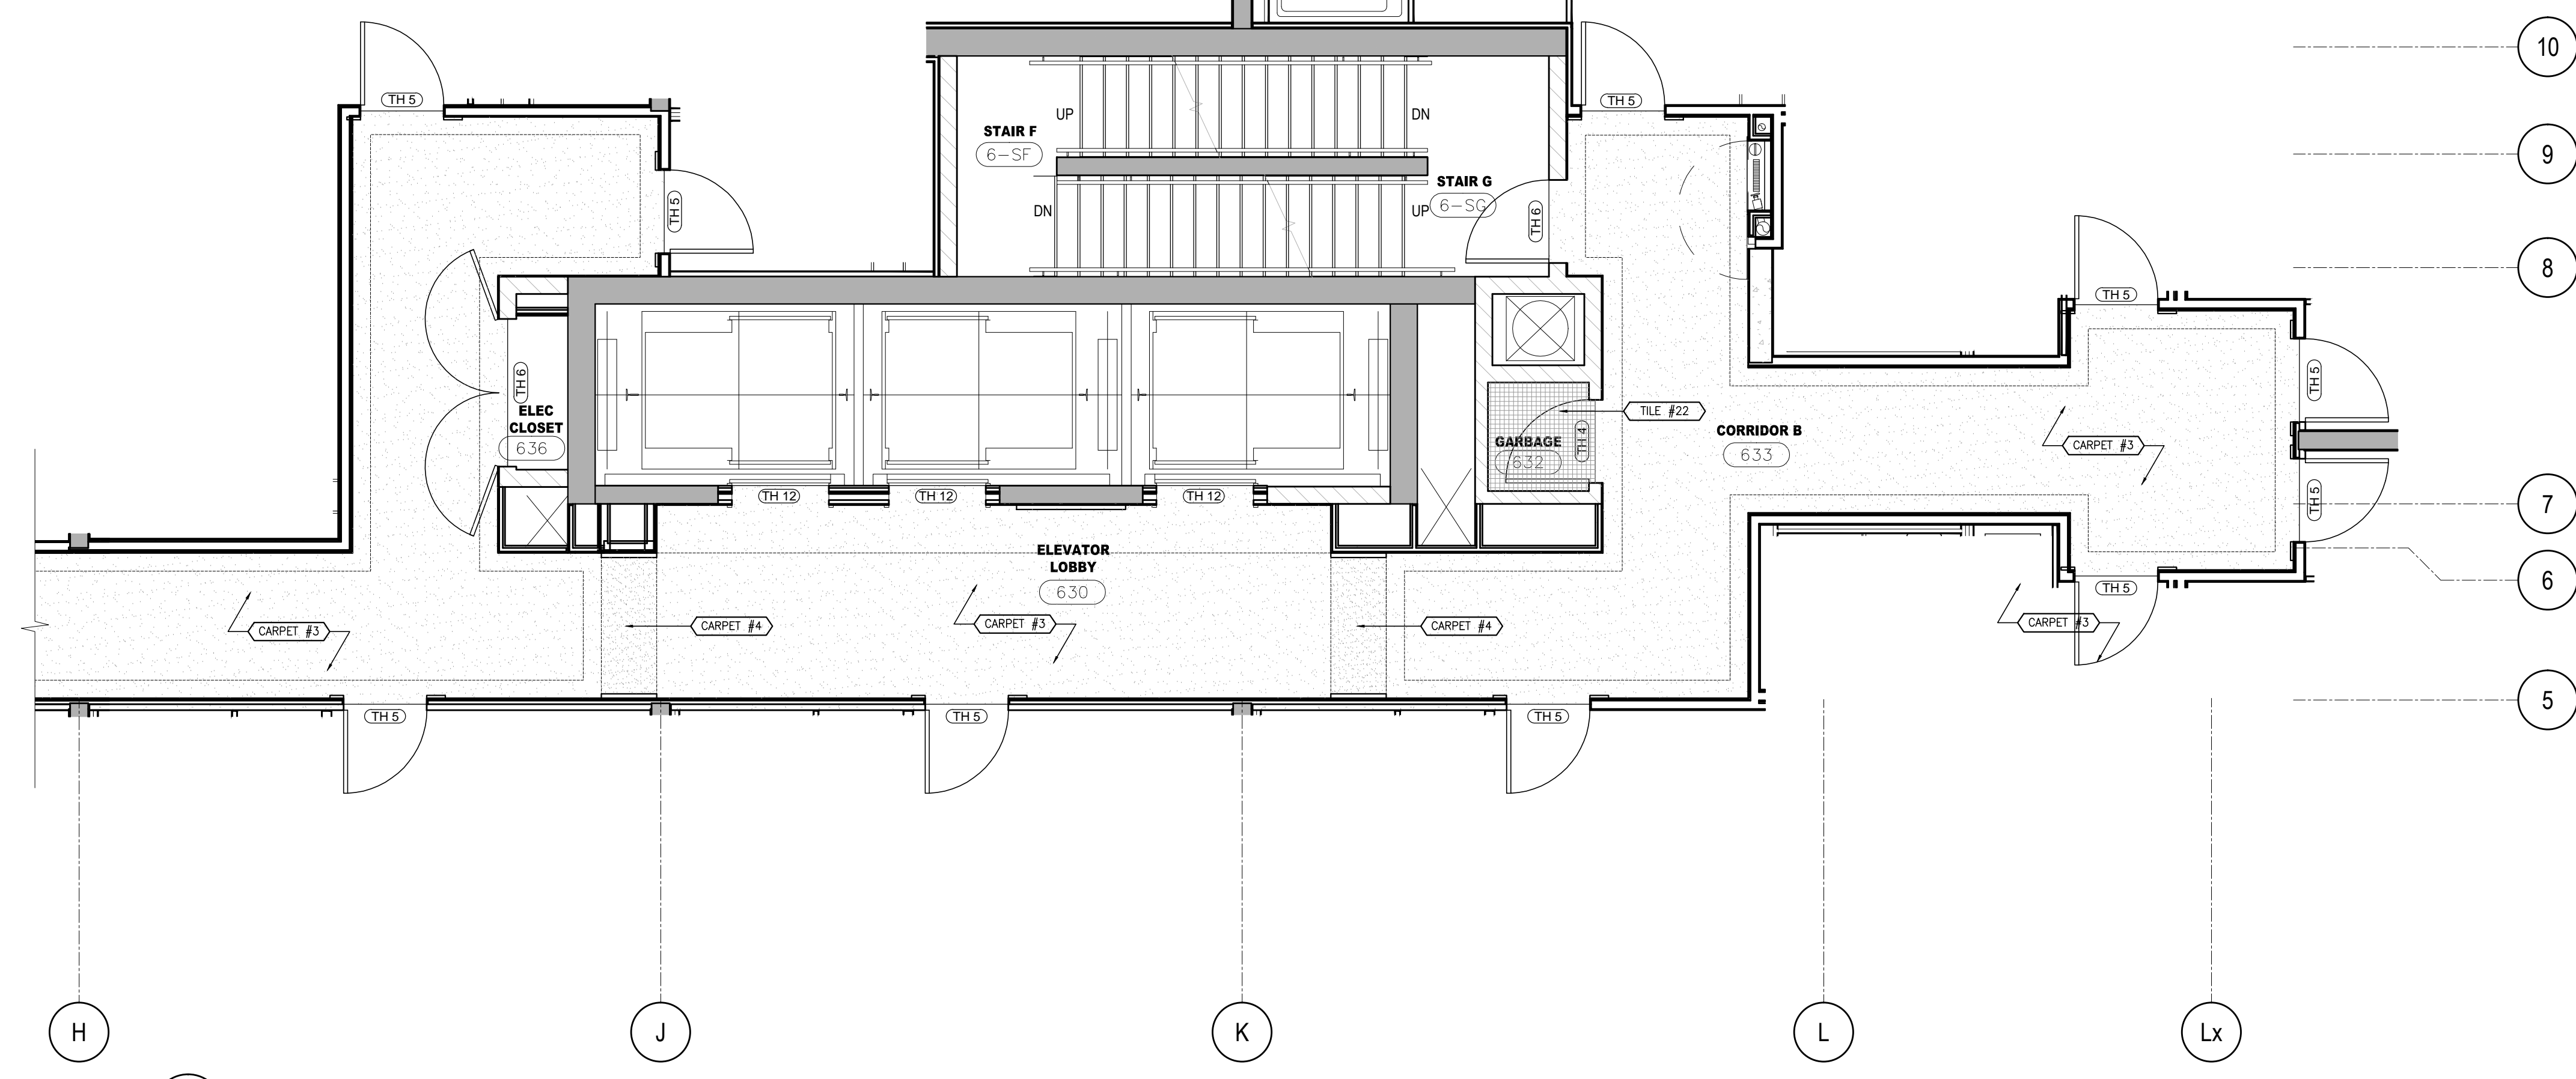 10
TH 5
TH 5
UP
DN
STAIR F
6-SF
9
STAIR G
6-SG
DN
UP
TH 5
TH 6
8
TH 5
TH 6
ELEC
CLOSET
636
TH 5
TILE #22
GARBAGE
632
TH 4
CORRIDOR B
633
CARPET #3
TH 12
TH 12
TH 12
TH 5
7
ELEVATOR
LOBBY
630
6
TH 5
CARPET #3
CARPET #4
CARPET #3
CARPET #4
CARPET #3
5
TH 5
TH 5
TH 5
H
J
K
L
Lx